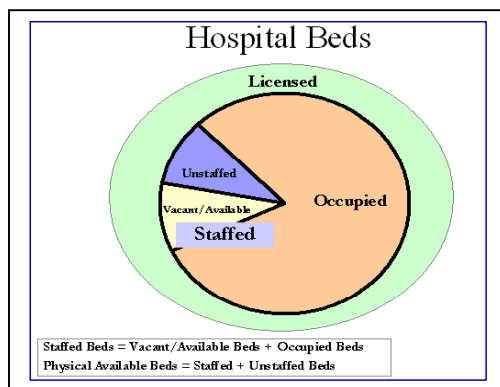 Hospital Beds
Licensed
Unstaffed
Vacant/Available
Occupied
Staffed
Staffed Beds = Vacant/Available Beds + Occupied Beds
Physical Available Beds = Staffed + Unstaffed Beds